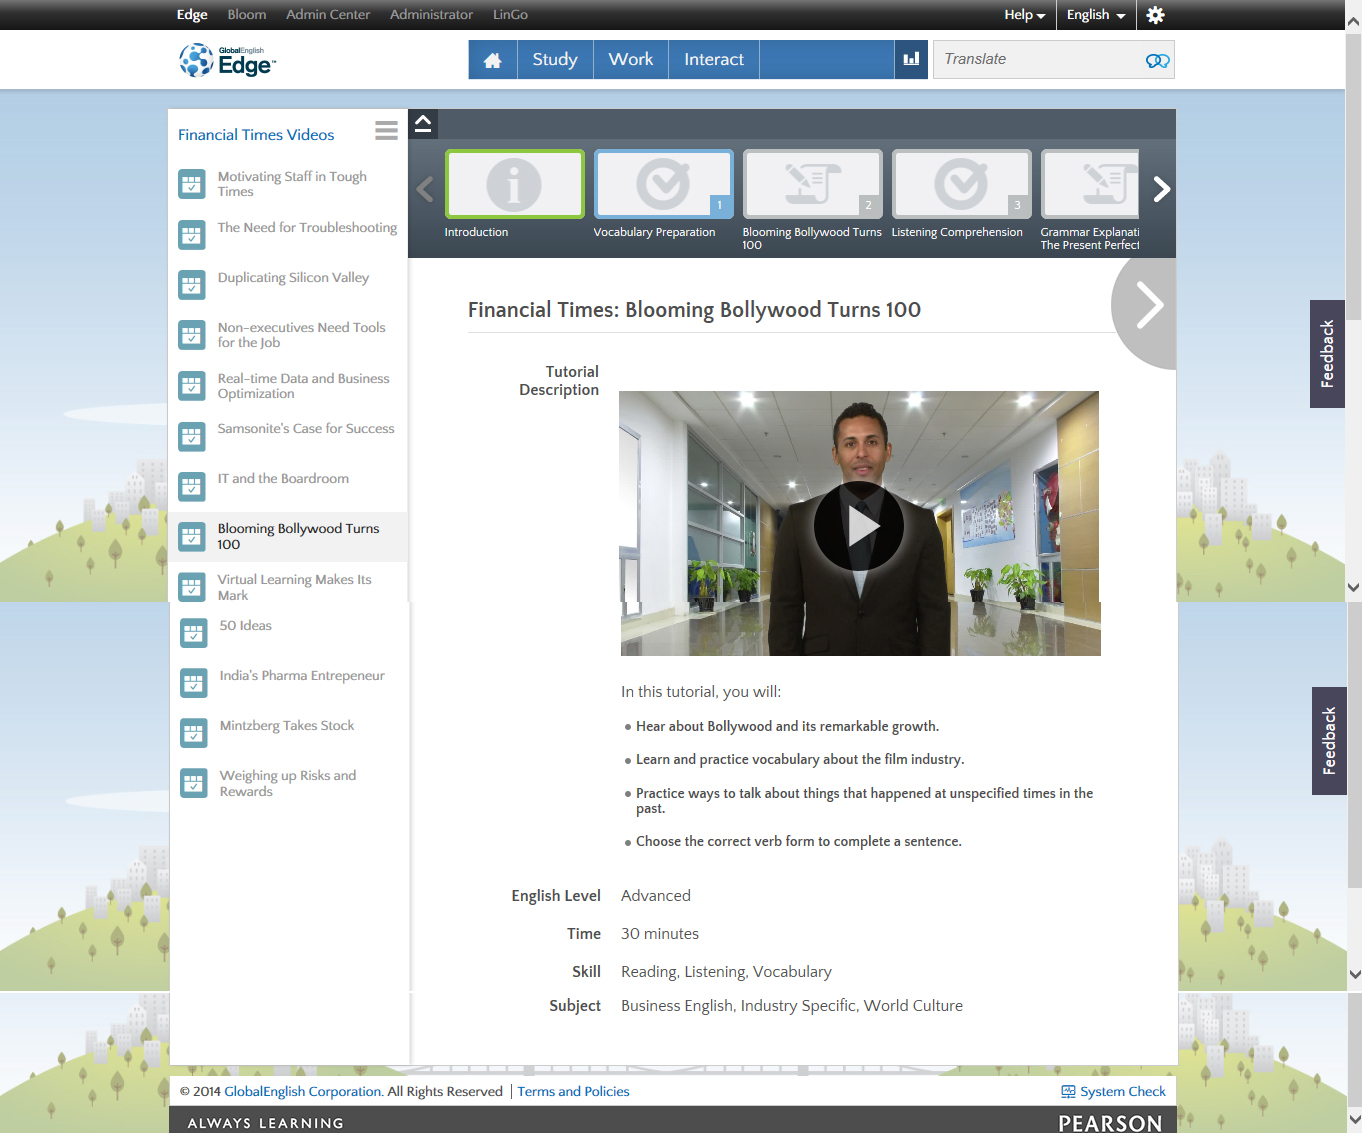 Edge Bloom Admin Center Administrator LinGo Help English
GlobalEnglish
Edge™
Study Work Interact
Translate
Financial Times Videos
Motivating Staff in Tough
Times
The Need for Troubleshooting
Duplicating Silicon Valley
Non-executives Need Tools
for the Job
Real-time Data and Business
Optimization
Samsonite's Case for Success
IT and the Boardroom
Blooming Bollywood Turns
100
Virtual Learning Makes Its
Mark
50 Ideas
India's Pharma Entrepeneur
Mintzberg Takes Stock
Weighing up Risks and
Rewards
Introduction
1
Vocabulary Preparation
2
Blooming Bollywood Turns
100
3
Listening Comprehension
Grammar Explanati
The Present Perfect
Financial Times: Blooming Bollywood Turns 100
Tutorial
Description
In this tutorial, you will:
Hear about Bollywood and its remarkable growth.
Learn and practice vocabulary about the film industry.
Practice ways to talk about things that happened at unspecified times in the
past.
Choose the correct verb form to complete a sentence.
English Level Advanced
Time 30 minutes
Skill Reading, Listening, Vocabulary
Subject Business English, Industry Specific, World Culture
Feedback
Feedback
© 2014 GlobalEnglish Corporation. All Rights Reserved | Terms and Policies
System Check
ALWAYS LEARNING
PEARSON